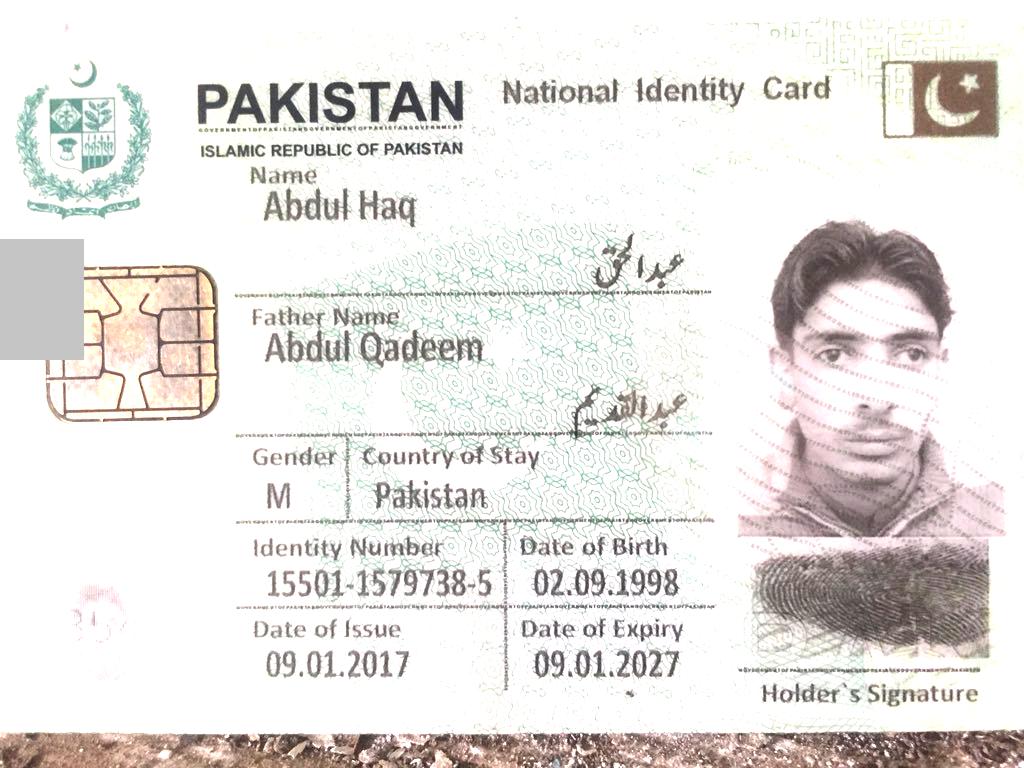 PAKISTAN National Identity Card
ISLAMIC REPUBLIC OF PAKISTAN
Name
Abdul Haq
عبدالحق
Father Name
Abdul Qadeem
عبدالقدیم
Gender Country of Stay
M Pakistan
Identity Number Date of Birth
15501-1579738-5 02.09.1998
Date of Issue Date of Expiry
09.01.2017 09.01.2027
Holder`s Signature